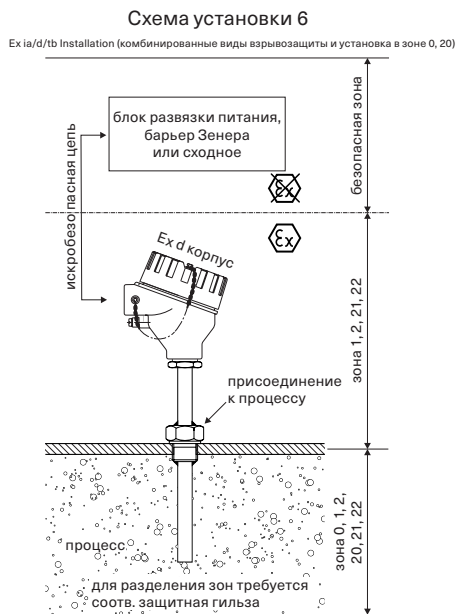 Схема установки 6
Ex ia/d/tb Installation (комбинированные виды взрывозащиты и установка в зоне 0, 20)
блок развязки питания,
барьер Зенера
или сходное
безопасная зона
искробезопасная цепь
Ex
Ex
Ex d корпус
зона 1, 2, 21, 22
присоединение
к процессу
зона 0, 1, 2,
20, 21, 22
процесс
для разделения зон требуется
соотв. защитная гильза